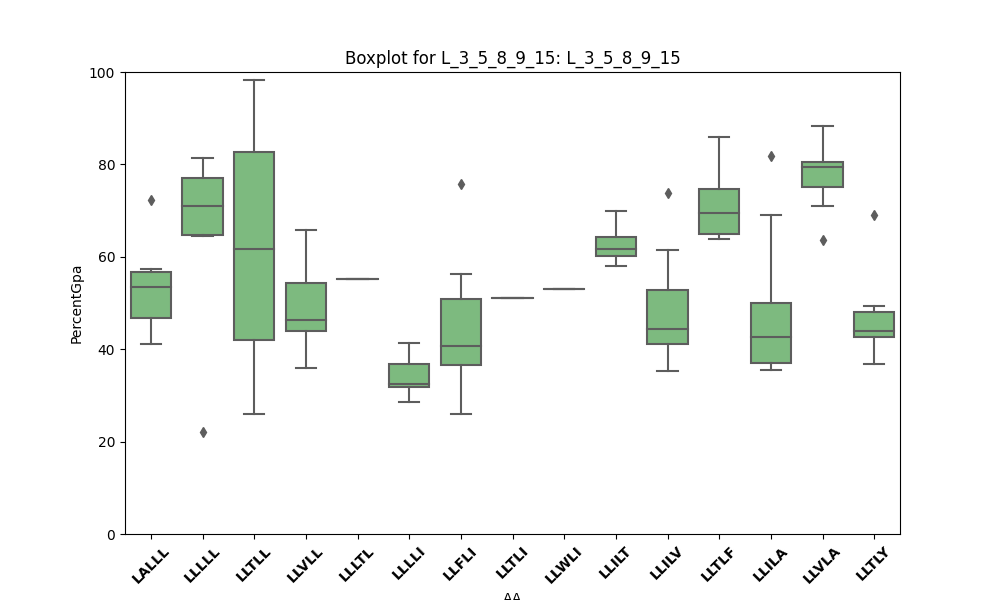 Boxplot for L_3_5_8_9_15: L_3_5_8_9_15
100
80
60
40
20
0
PercentGpa
LALLL LLLLL LLTLL LLVLL LLLTL LLLLI LLFLI LLTLI LLWLI LLILT LLILV LLTLF LLILA LLVLA LLTLY
AA